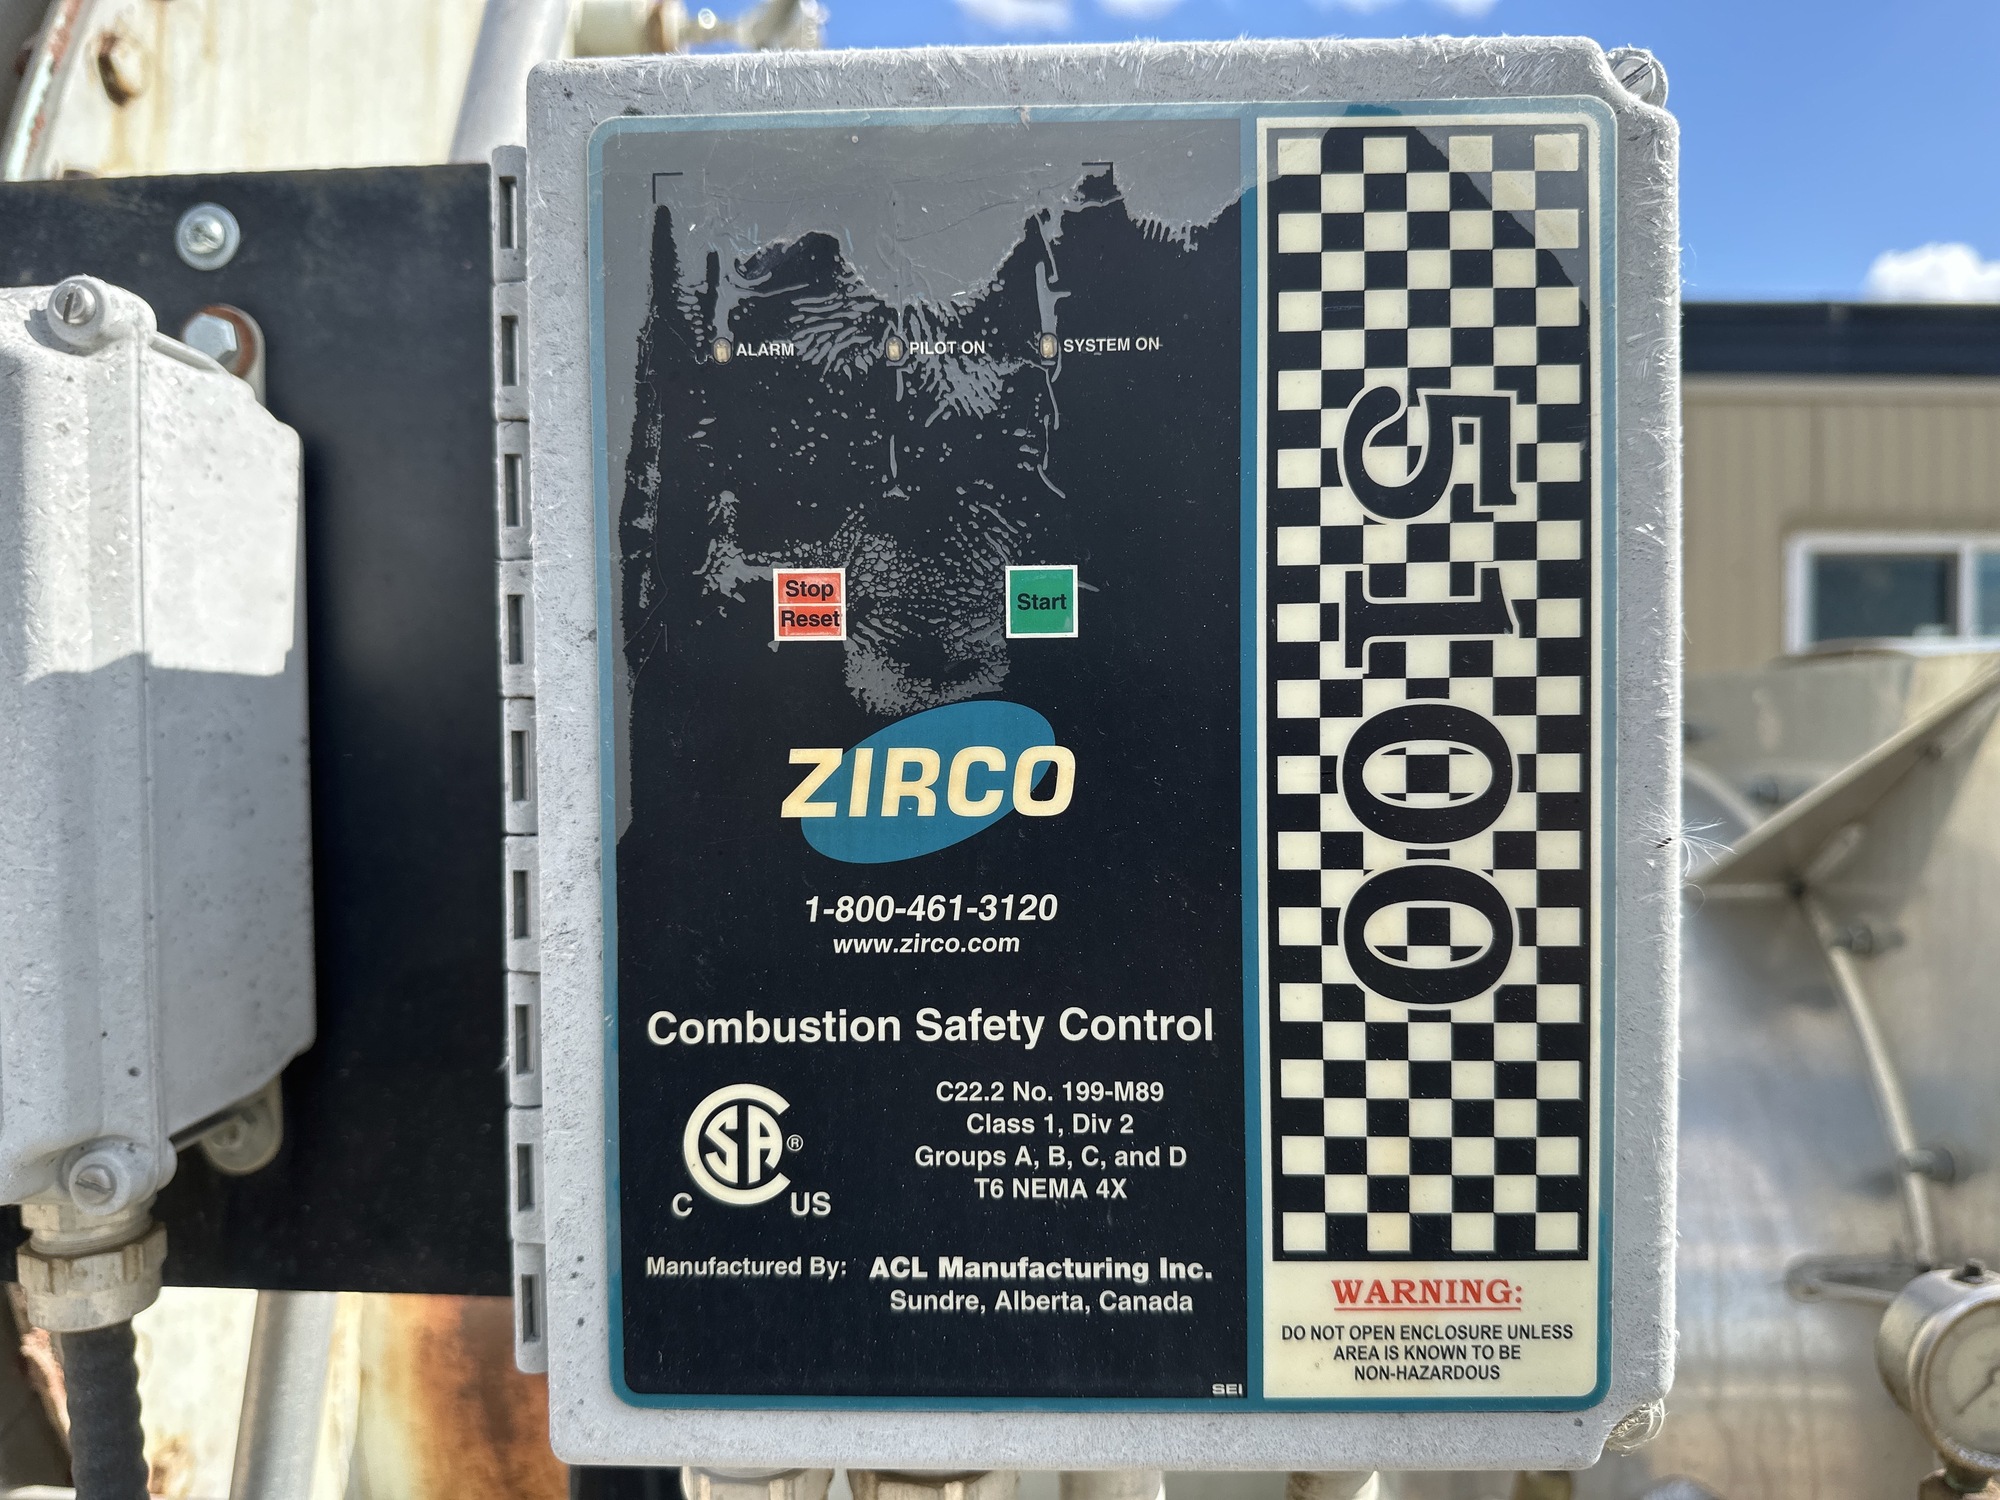 ALARM
PILOT ON
SYSTEM ON
Stop
Reset
Start
ZIRCO
1-800-461-3120
www.zirco.com
Combustion Safety Control
CSA®
C US
C22.2 No. 199-M89
Class 1, Div 2
Groups A, B, C, and D
T6 NEMA 4X
Manufactured By: ACL Manufacturing Inc.
Sundre, Alberta, Canada
SEI
5100
WARNING:
DO NOT OPEN ENCLOSURE UNLESS
AREA IS KNOWN TO BE
NON-HAZARDOUS